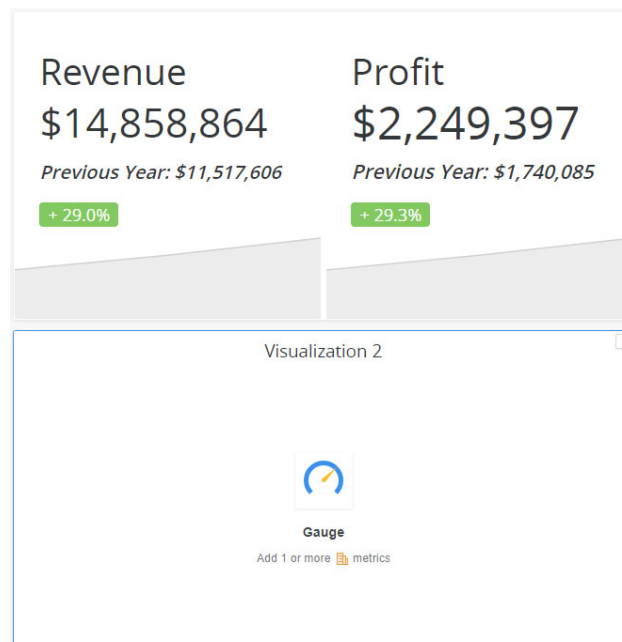 Revenue
$14,858,864
Previous Year: $11,517,606
+ 29.0%
Profit
$2,249,397
Previous Year: $1,740,085
+ 29.3%
Visualization 2
Gauge
Add 1 or more metrics